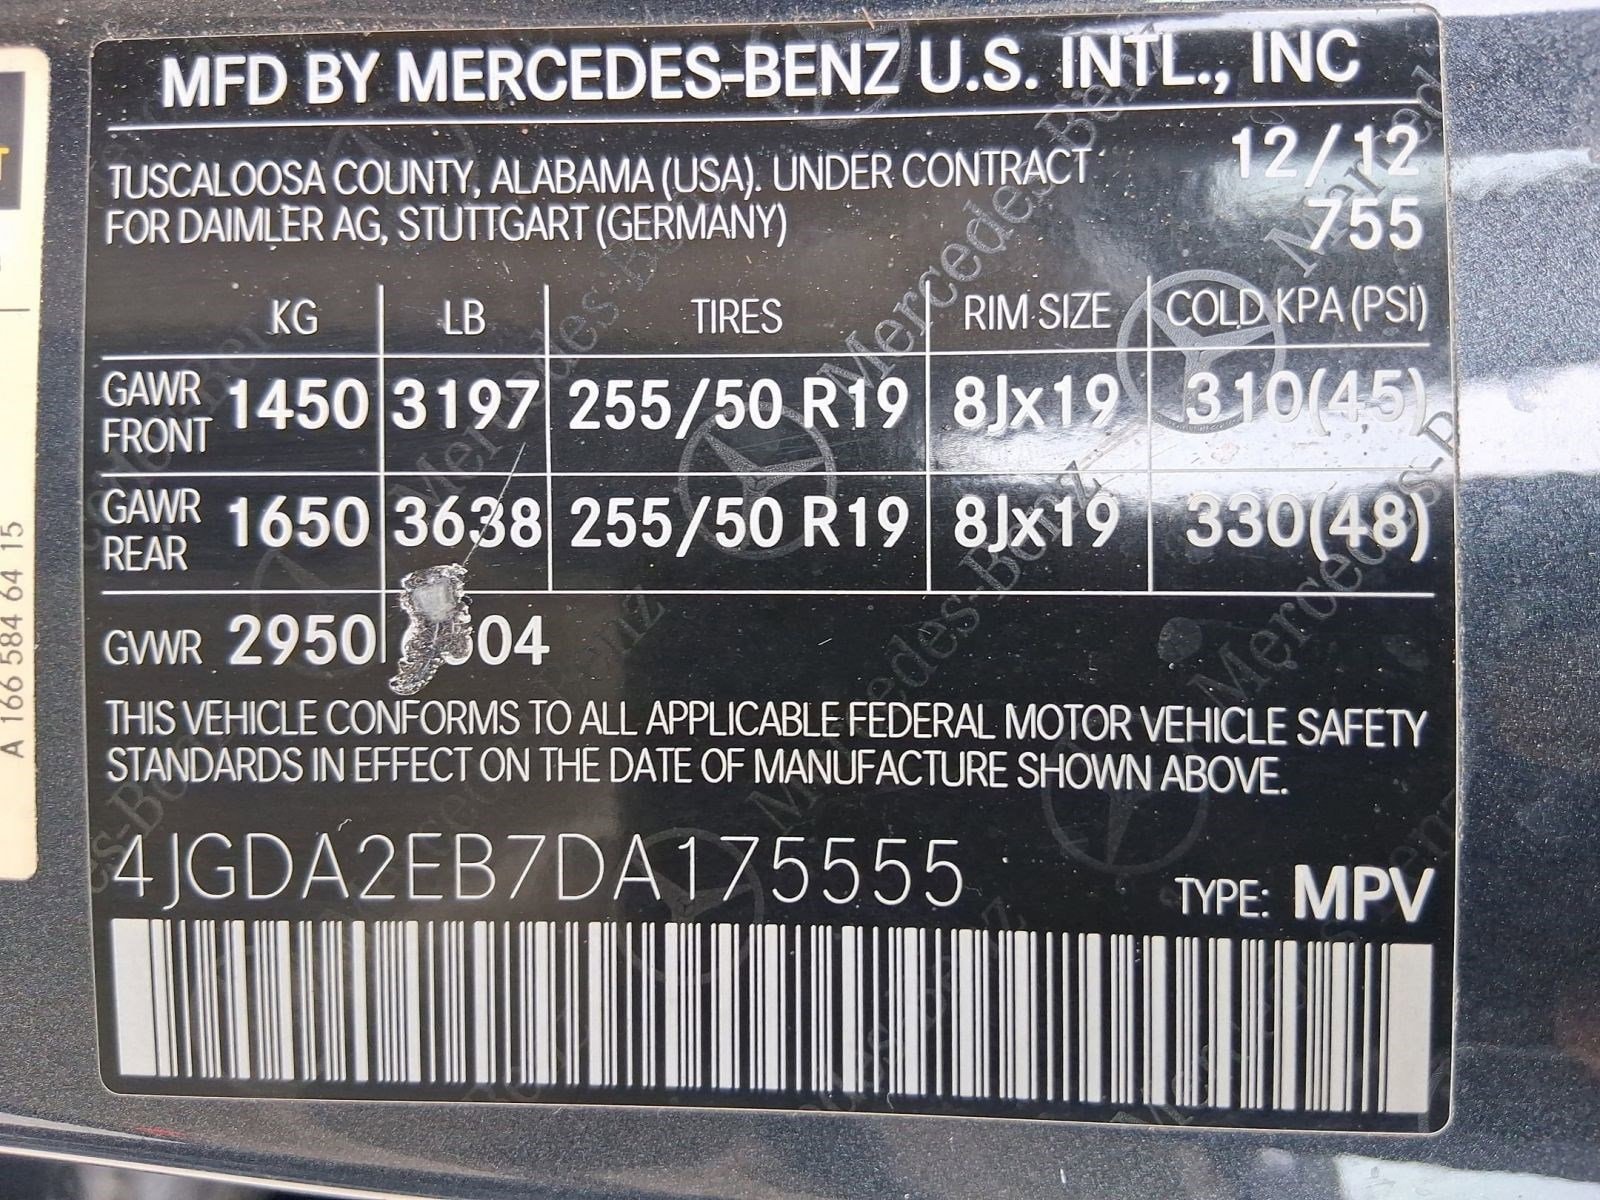 MFD BY MERCEDES-BENZ U.S. INTL., INC
TUSCALOOSA COUNTY, ALABAMA (USA). UNDER CONTRACT 12/12
FOR DAIMLER AG, STUTTGART (GERMANY) 755
KG LB TIRES RIM SIZE COLD KPA (PSI)
GAWR FRONT 1450 3197 255/50 R19 8Jx19 310(45)
GAWR REAR 1650 3638 255/50 R19 8Jx19 330(48)
GVWR 2950
THIS VEHICLE CONFORMS TO ALL APPLICABLE FEDERAL MOTOR VEHICLE SAFETY
STANDARDS IN EFFECT ON THE DATE OF MANUFACTURE SHOWN ABOVE.
4JGDA2EB7DA175555
TYPE: MPV
A 166 584 64 15